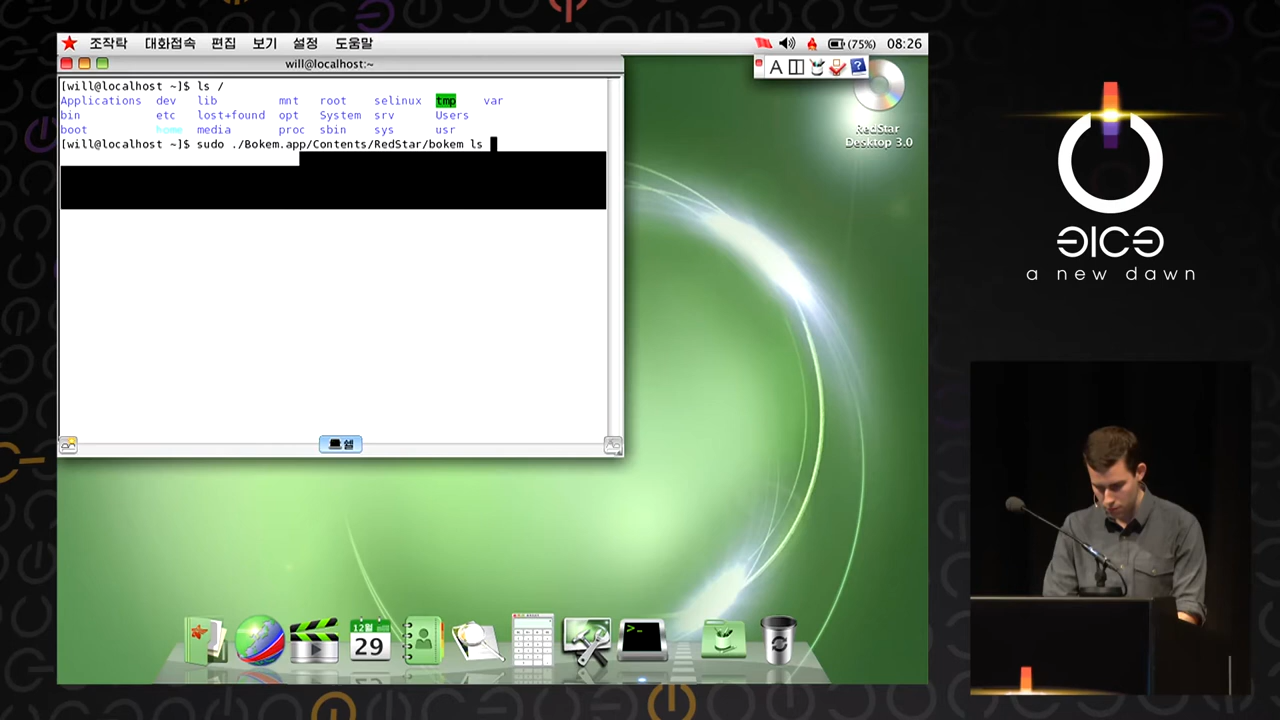 조작탁 대화접속 편집 보기 설정 도움말 (75%) 08:26
will@localhost:~
A
[will@localhost ~]$ ls /
Applications dev lib mnt root selinux tmp var
bin etc lost+found opt System srv Users
boot home media proc sbin sys usr
[will@localhost ~]$ sudo ./Bokem.app/Contents/RedStar/bokem ls
RedStar
Desktop 3.0
쉘
12월
29
a new dawn